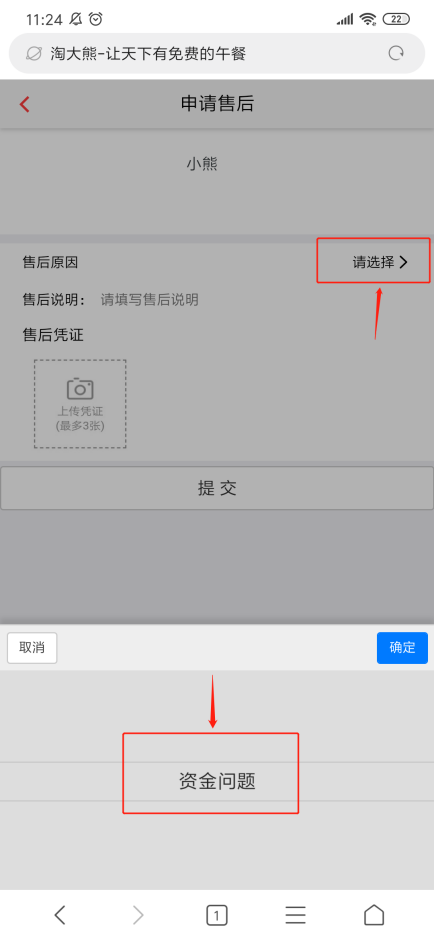 11:24
22
淘大熊-让天下有免费的午餐
申请售后
小熊
售后原因
请选择
售后说明：
请填写售后说明
售后凭证
上传凭证
(最多3张)
提 交
取消
确定
资金问题
1